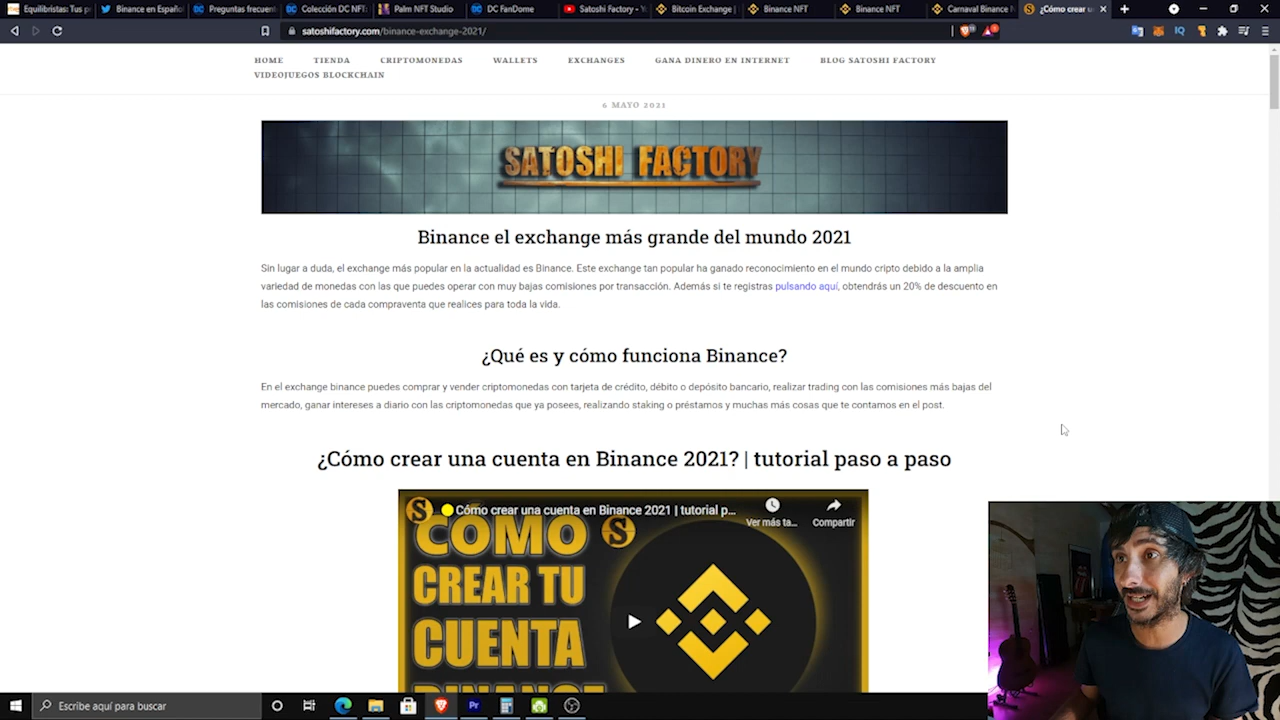 Equilibristas: Tus p
Binance en Español
Preguntas frecuent
Colección DC NFT:
Palm NFT Studio
DC FanDome
Satoshi Factory - Y
Bitcoin Exchange |
Binance NFT
Binance NFT
Carnaval Binance N
¿Cómo crear u
satoshifactory.com/binance-exchange-2021/
HOME TIENDA CRIPTOMONEDAS WALLETS EXCHANGES GANA DINERO EN INTERNET BLOG SATOSHI FACTORY
VIDEOJUEGOS BLOCKCHAIN
6 MAYO 2021
SATOSHI FACTORY
Binance el exchange más grande del mundo 2021
Sin lugar a duda, el exchange más popular en la actualidad es Binance. Este exchange tan popular ha ganado reconocimiento en el mundo cripto debido a la amplia
variedad de monedas con las que puedes operar con muy bajas comisiones por transacción. Además si te registras pulsando aquí, obtendrás un 20% de descuento en
las comisiones de cada compraventa que realices para toda la vida.
¿Qué es y cómo funciona Binance?
En el exchange binance puedes comprar y vender criptomonedas con tarjeta de crédito, débito o depósito bancario, realizar trading con las comisiones más bajas del
mercado, ganar intereses a diario con las criptomonedas que ya posees, realizando staking o préstamos y muchas más cosas que te contamos en el post.
¿Cómo crear una cuenta en Binance 2021? | tutorial paso a paso
Cómo crear una cuenta en Binance 2021 | tutorial p...
Ver más ta...
Compartir
CÓMO
CREAR TU
CUENTA
BINANCE
Escribe aquí para buscar